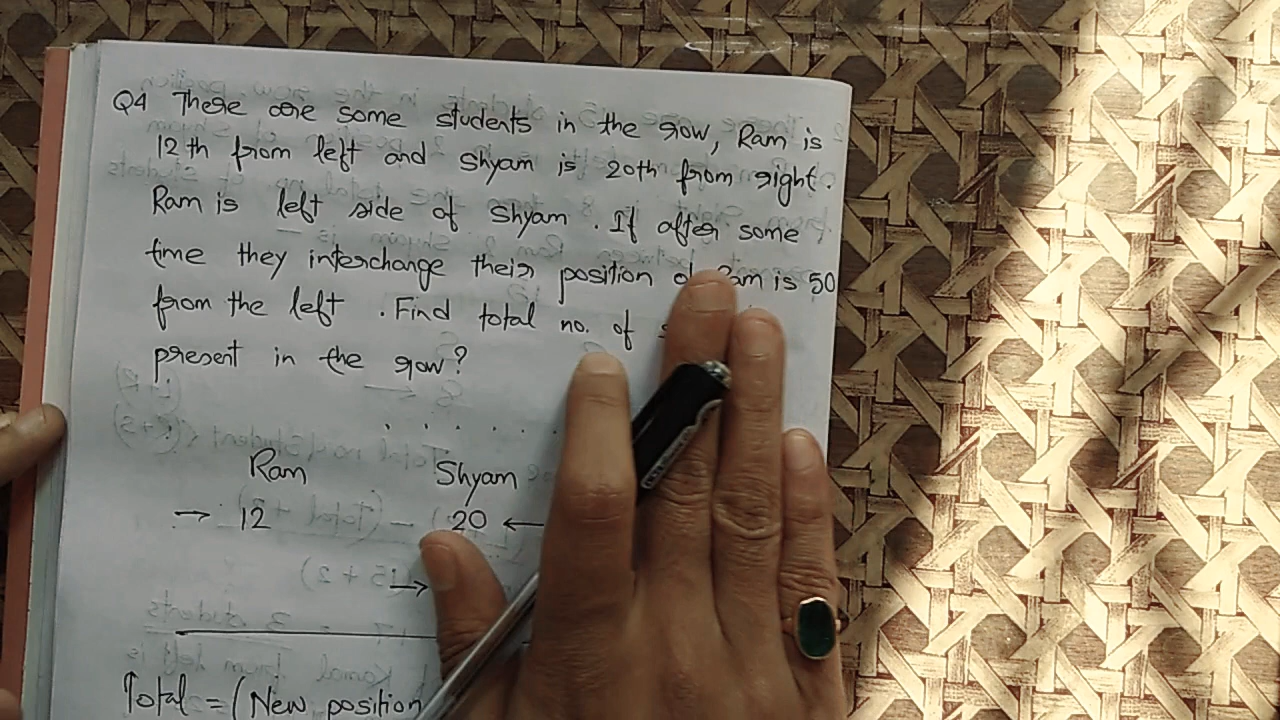 Q4 There are some students in the row, Ram is
12th from left and Shyam is 20th from right.
Ram is left side of Shyam . If after some
time they interchange their position Ram is 50
from the left . Find total no. of
present in the row?
Ram Shyam
→ 12 20 ←
→
Total = (New position